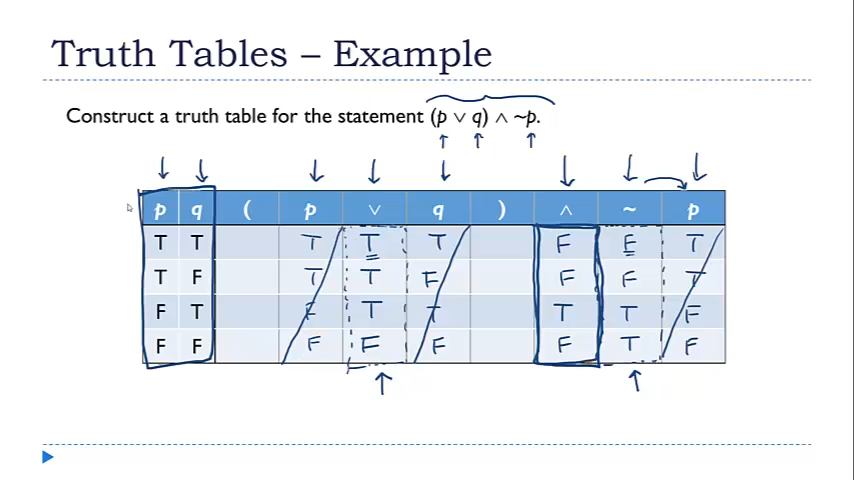 Truth Tables – Example
Construct a truth table for the statement (p ∨ q) ∧ ~p.
p q ( p ∨ q ) ∧ ~ p
T T T T T F F T
T F T T F F F T
F T F T T T T F
F F F F F F T F